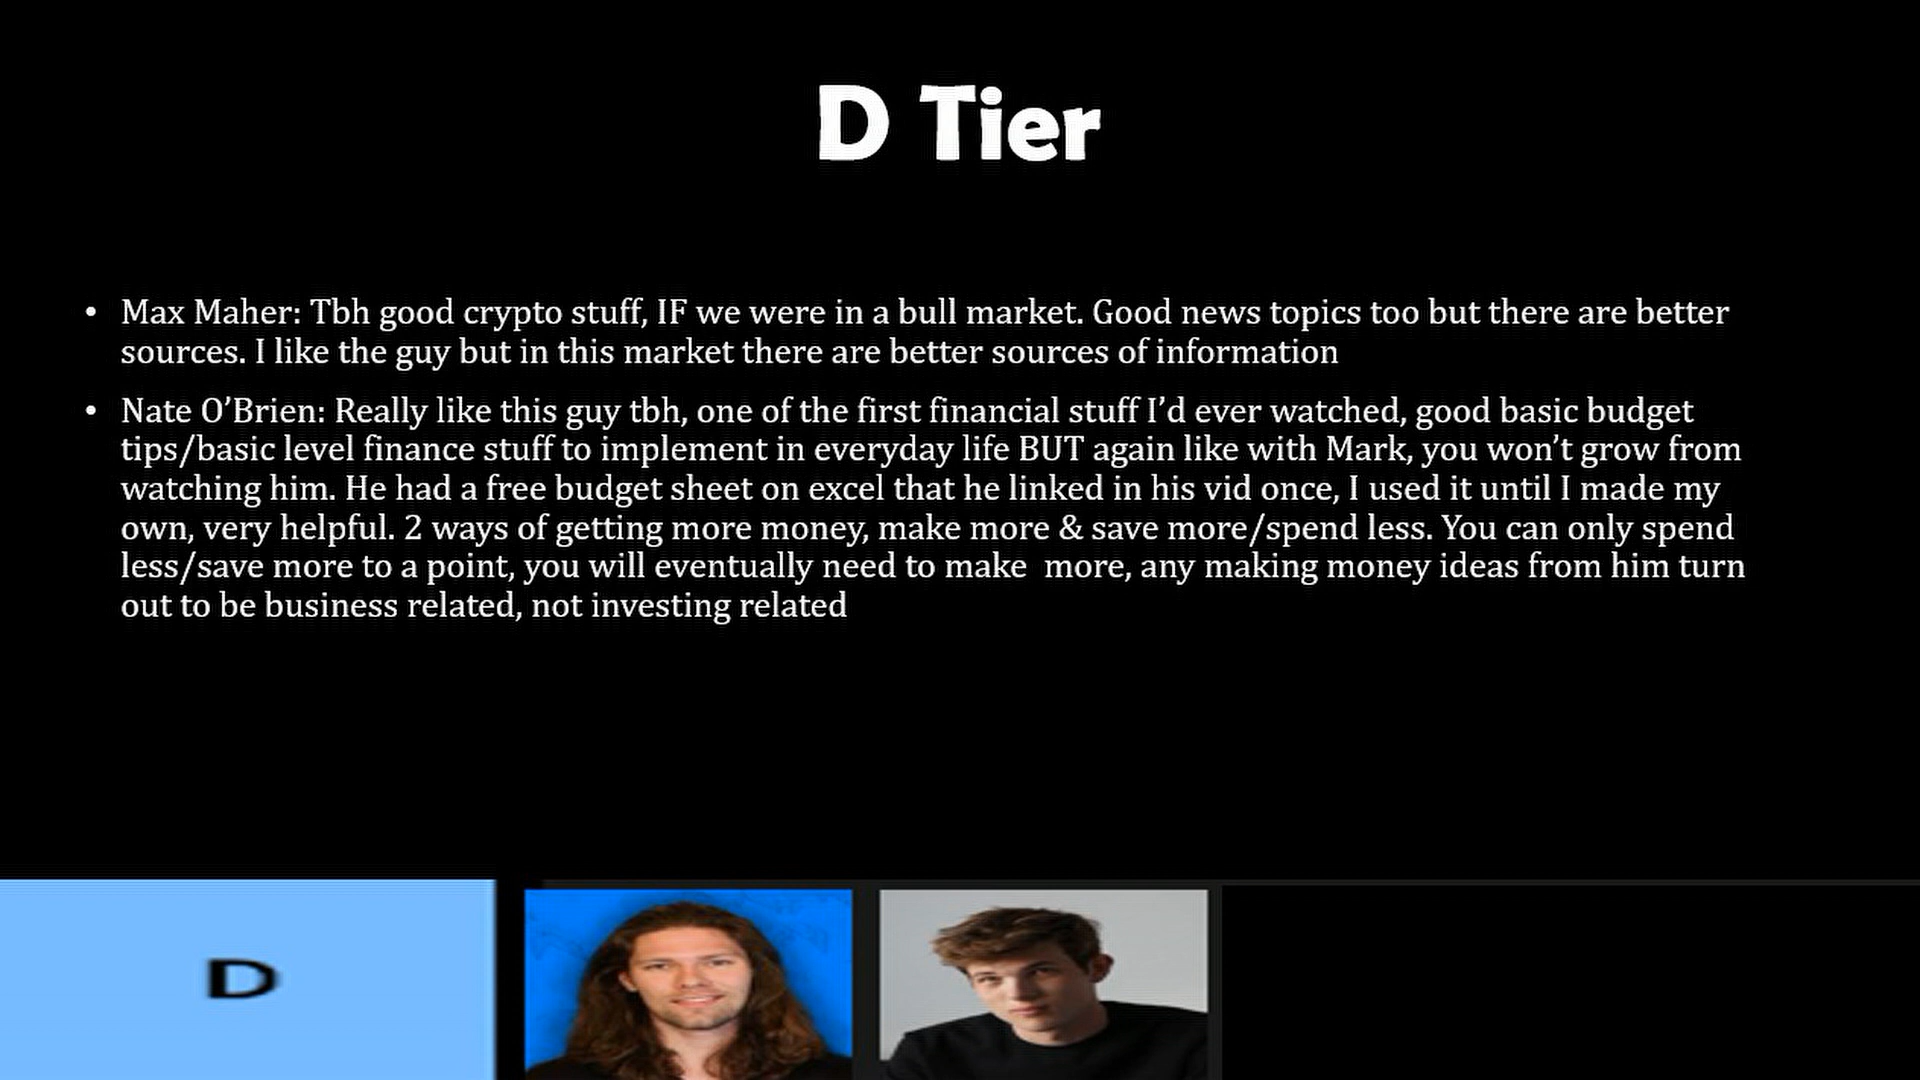 D Tier
• Max Maher: Tbh good crypto stuff, IF we were in a bull market. Good news topics too but there are better
sources. I like the guy but in this market there are better sources of information
• Nate O’Brien: Really like this guy tbh, one of the first financial stuff I’d ever watched, good basic budget
tips/basic level finance stuff to implement in everyday life BUT again like with Mark, you won’t grow from
watching him. He had a free budget sheet on excel that he linked in his vid once, I used it until I made my
own, very helpful. 2 ways of getting more money, make more & save more/spend less. You can only spend
less/save more to a point, you will eventually need to make  more, any making money ideas from him turn
out to be business related, not investing related
D